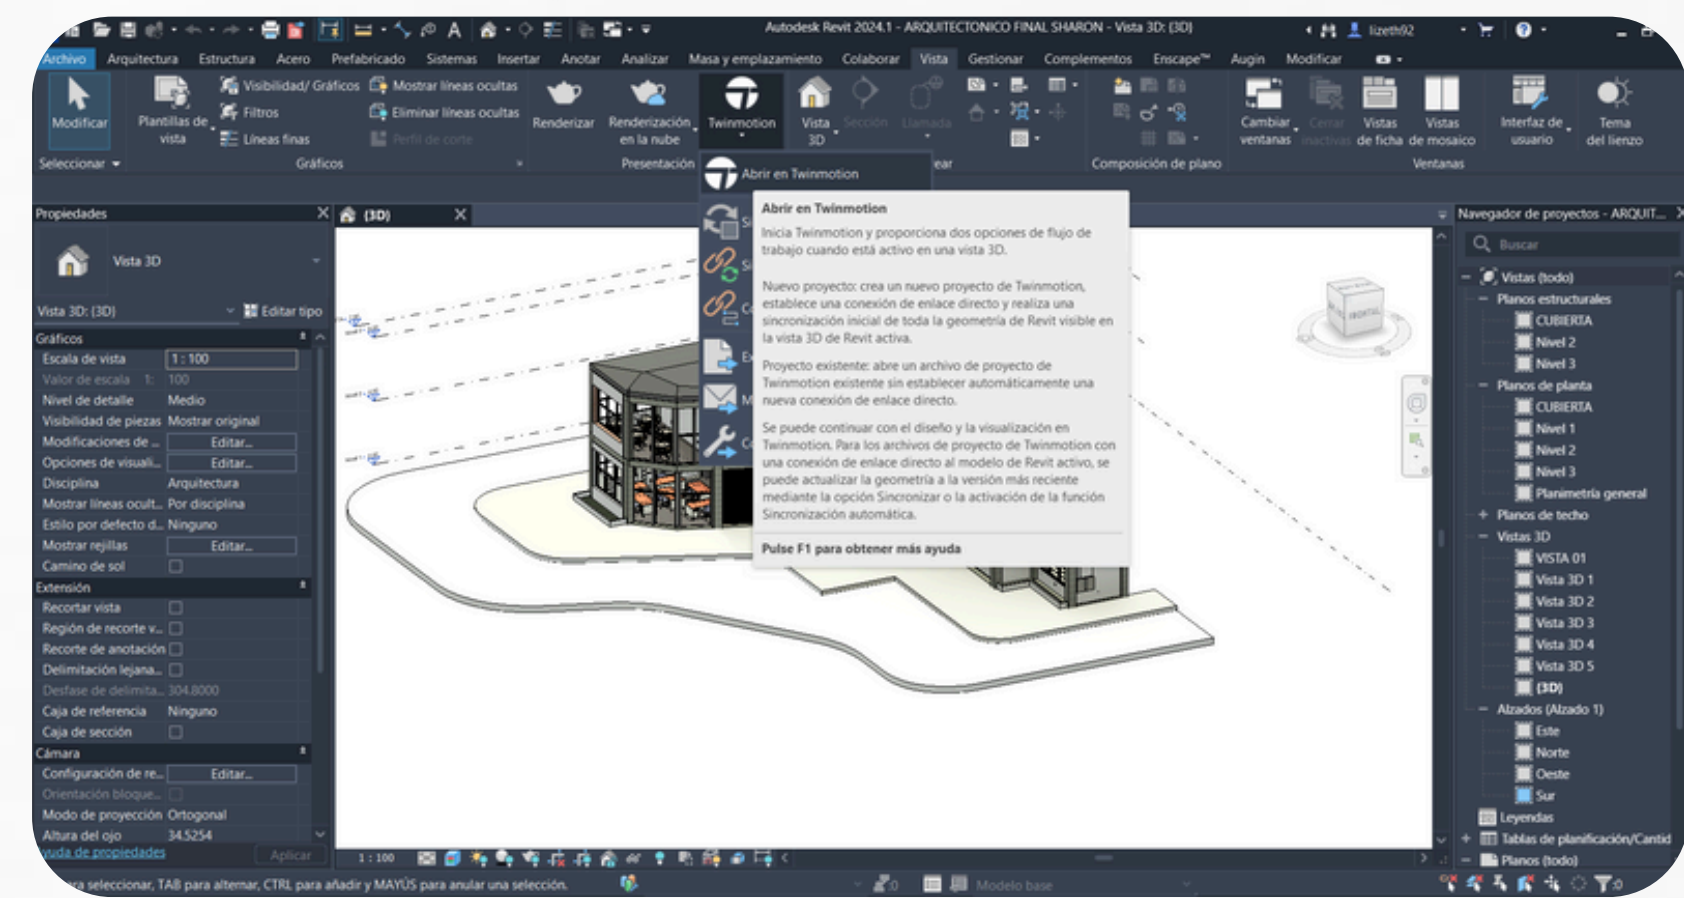 Autodesk Revit 2024.1 - ARQUITECTONICO FINAL SHARON - Vista 3D: {3D}
lizeth92
Archivo Arquitectura Estructura Acero Prefabricado Sistemas Insertar Anotar Analizar Masa y emplazamiento Colaborar Vista Gestionar Complementos Enscape™ Augin Modificar
Modificar
Plantillas de vista
Visibilidad/ Gráficos
Filtros
Líneas finas
Mostrar líneas ocultas
Eliminar líneas ocultas
Perfil de corte
Renderizar
Renderización en la nube
Twinmotion
Vista 3D
Sección
Llamada
Cambiar ventanas
Cerrar inactivas
Vistas de ficha
Vistas de mosaico
Interfaz de usuario
Tema del lienzo
Seleccionar
Gráficos
Presentación
ear
Composición de plano
Ventanas
Abrir en Twinmotion
Propiedades
Vista 3D
Vista 3D: {3D}
Editar tipo
Gráficos
Escala de vista 1 : 100
Valor de escala 1: 100
Nivel de detalle Medio
Visibilidad de piezas Mostrar original
Modificaciones de ... Editar...
Opciones de visuali... Editar...
Disciplina Arquitectura
Mostrar líneas ocult... Por disciplina
Estilo por defecto d... Ninguno
Mostrar rejillas Editar...
Camino de sol
Extensión
Recortar vista
Región de recorte v...
Recorte de anotación
Delimitación lejana...
Desfase de delimita... 304.8000
Caja de referencia Ninguno
Caja de sección
Cámara
Configuración de re... Editar...
Orientación bloque...
Modo de proyección Ortogonal
Altura del ojo 34.5254
yuda de propiedades
Aplicar
{3D}
Abrir en Twinmotion
Inicia Twinmotion y proporciona dos opciones de flujo de
trabajo cuando está activo en una vista 3D.
Nuevo proyecto: crea un nuevo proyecto de Twinmotion,
establece una conexión de enlace directo y realiza una
sincronización inicial de toda la geometría de Revit visible en
la vista 3D de Revit activa.
Proyecto existente: abre un archivo de proyecto de
Twinmotion existente sin establecer automáticamente una
nueva conexión de enlace directo.
Se puede continuar con el diseño y la visualización en
Twinmotion. Para los archivos de proyecto de Twinmotion con
una conexión de enlace directo al modelo de Revit activo, se
puede actualizar la geometría a la versión más reciente
mediante la opción Sincronizar o la activación de la función
Sincronización automática.
Pulse F1 para obtener más ayuda
FRONTAL
Navegador de proyectos - ARQUIT...
Buscar
Vistas (todo)
Planos estructurales
CUBIERTA
Nivel 2
Nivel 3
Planos de planta
CUBIERTA
Nivel 1
Nivel 2
Nivel 3
Planimetría general
Planos de techo
Vistas 3D
VISTA 01
Vista 3D 1
Vista 3D 2
Vista 3D 3
Vista 3D 4
Vista 3D 5
{3D}
Alzados (Alzado 1)
Este
Norte
Oeste
Sur
Leyendas
Tablas de planificación/Cantid
Planos (todo)
1 : 100
ara seleccionar, TAB para alternar, CTRL para añadir y MAYÚS para anular una selección.
:0
Modelo base
:0